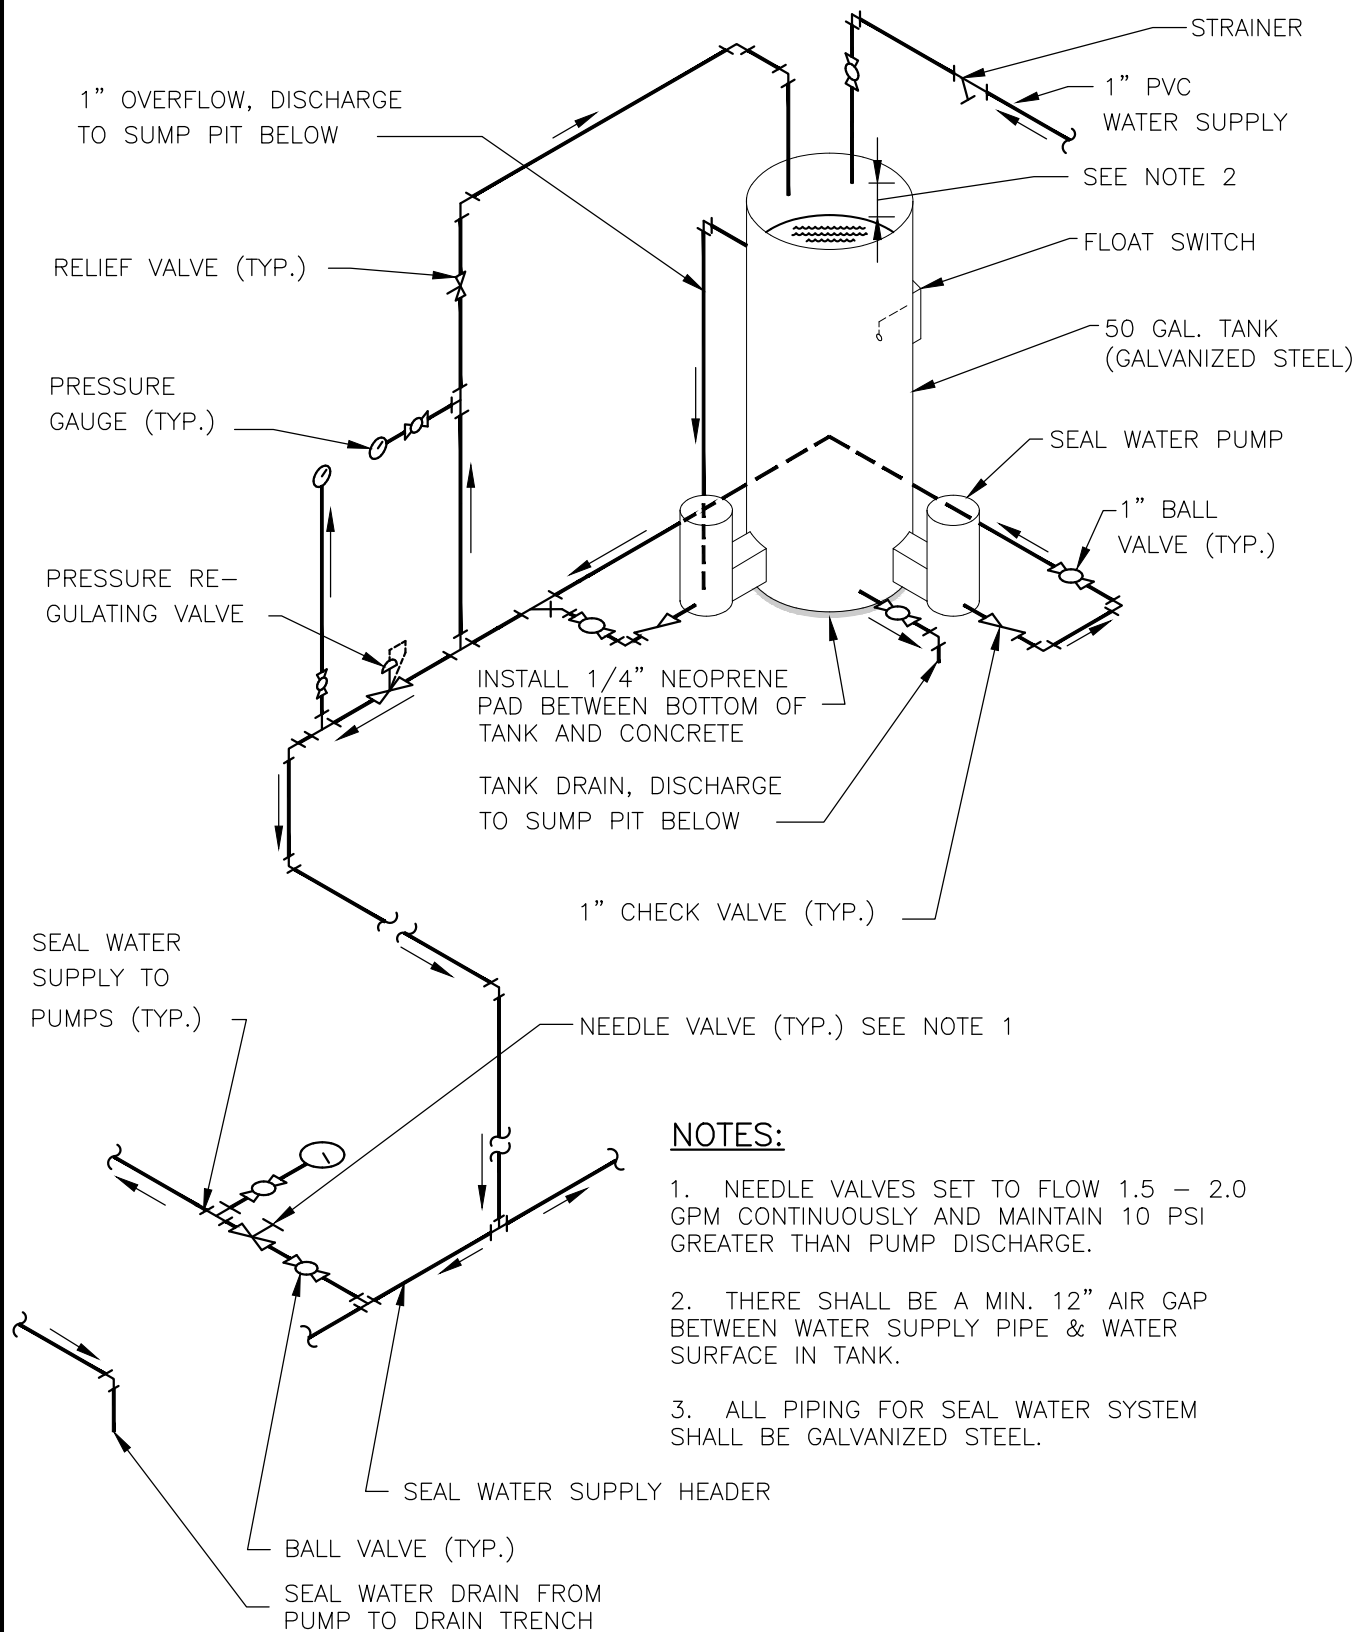 STRAINER
1” PVC
WATER SUPPLY
1” OVERFLOW, DISCHARGE
TO SUMP PIT BELOW
SEE NOTE 2
FLOAT SWITCH
RELIEF VALVE (TYP.)
50 GAL. TANK
(GALVANIZED STEEL)
PRESSURE
GAUGE (TYP.)
SEAL WATER PUMP
1” BALL
VALVE (TYP.)
PRESSURE RE–
GULATING VALVE
INSTALL 1/4” NEOPRENE
PAD BETWEEN BOTTOM OF
TANK AND CONCRETE
TANK DRAIN, DISCHARGE
TO SUMP PIT BELOW
1” CHECK VALVE (TYP.)
SEAL WATER
SUPPLY TO
PUMPS (TYP.)
NEEDLE VALVE (TYP.) SEE NOTE 1
NOTES:
1. NEEDLE VALVES SET TO FLOW 1.5 – 2.0
GPM CONTINUOUSLY AND MAINTAIN 10 PSI
GREATER THAN PUMP DISCHARGE.
2. THERE SHALL BE A MIN. 12” AIR GAP
BETWEEN WATER SUPPLY PIPE & WATER
SURFACE IN TANK.
3. ALL PIPING FOR SEAL WATER SYSTEM
SHALL BE GALVANIZED STEEL.
SEAL WATER SUPPLY HEADER
BALL VALVE (TYP.)
SEAL WATER DRAIN FROM
PUMP TO DRAIN TRENCH